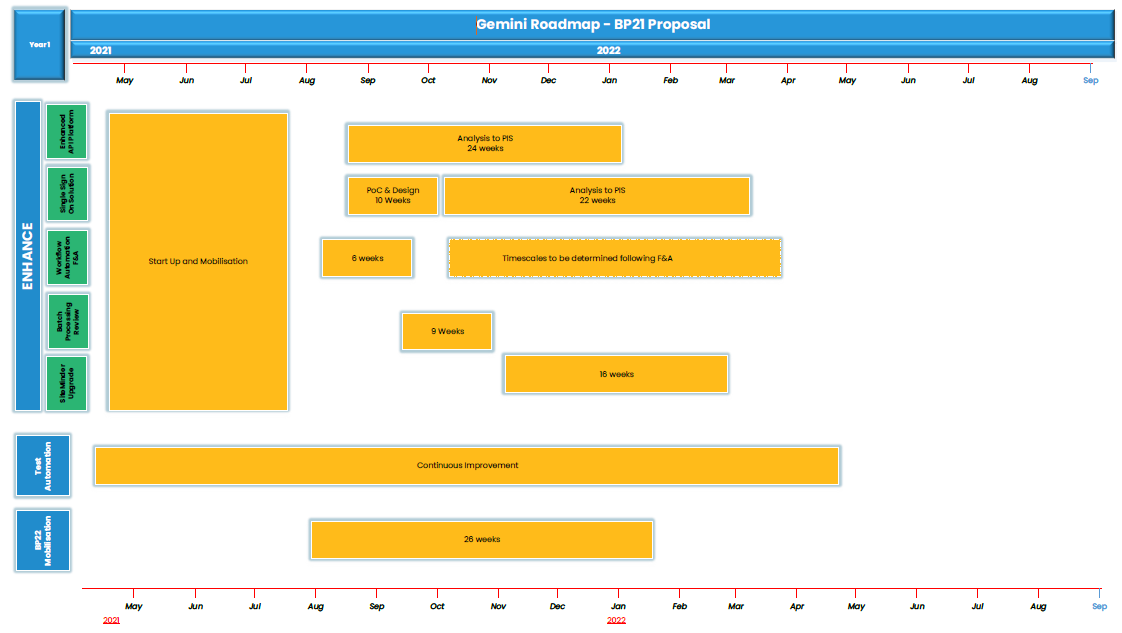 Gemini Roadmap - BP21 Proposal
Year1
2021
2022
May
Jun
Jul
Aug
Sep
Oct
Nov
Dec
Jan
Feb
Mar
Apr
May
Jun
Jul
Aug
Sep
ENHANCE
Enhanced
API Platform
Analysis to PIS
24 weeks
Single Sign
On Solution
PoC & Design
10 Weeks
Analysis to PIS
22 weeks
Start Up and Mobilisation
Workflow
Automation
F&A
6 weeks
Timescales to be determined following F&A
Batch
Processing
Review
9 Weeks
SiteMinder
Upgrade
16 weeks
Test
Automation
Continuous Improvement
BP22
Mobilisation
26 weeks
May
Jun
Jul
Aug
Sep
Oct
Nov
Dec
Jan
Feb
Mar
Apr
May
Jun
Jul
Aug
Sep
2021
2022